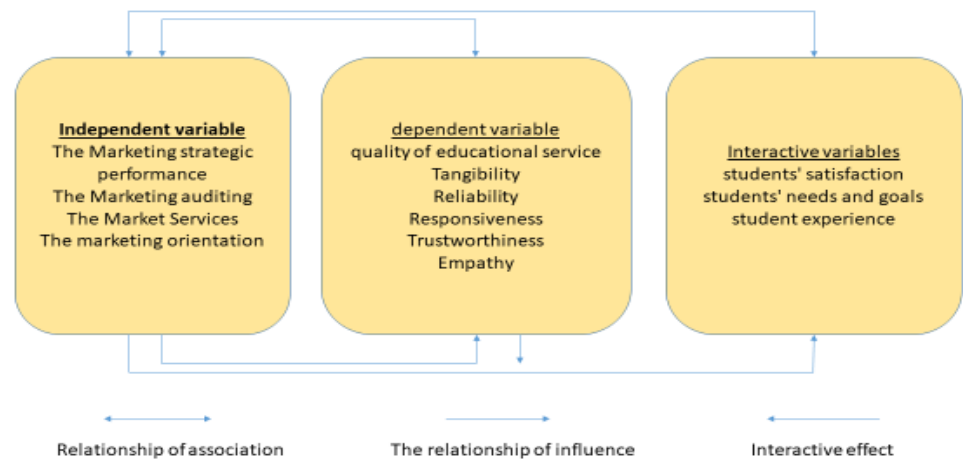 Independent variable
The Marketing strategic
performance
The Marketing auditing
The Market Services
The marketing orientation
dependent variable
quality of educational service
Tangibility
Reliability
Responsiveness
Trustworthiness
Empathy
Interactive variables
students' satisfaction
students' needs and goals
student experience
Relationship of association
The relationship of influence
Interactive effect